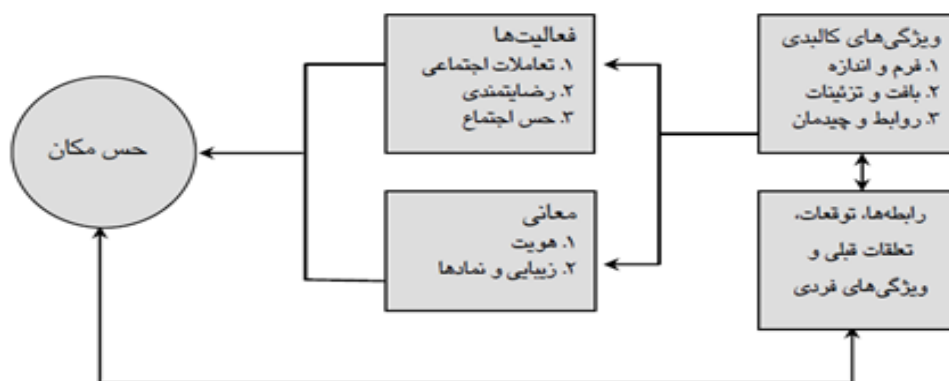 ویژگی‌های کالبدی
۱. فرم و اندازه
۲. بافت و تزئینات
۳. روابط و چیدمان
رابطه‌ها، توقعات،
تعلقات قبلی و
ویژگی‌های فردی
فعالیت‌ها
۱. تعاملات اجتماعی
۲. رضایتمندی
۳. حس اجتماع
معانی
۱. هویت
۲. زیبایی و نمادها
حس مکان